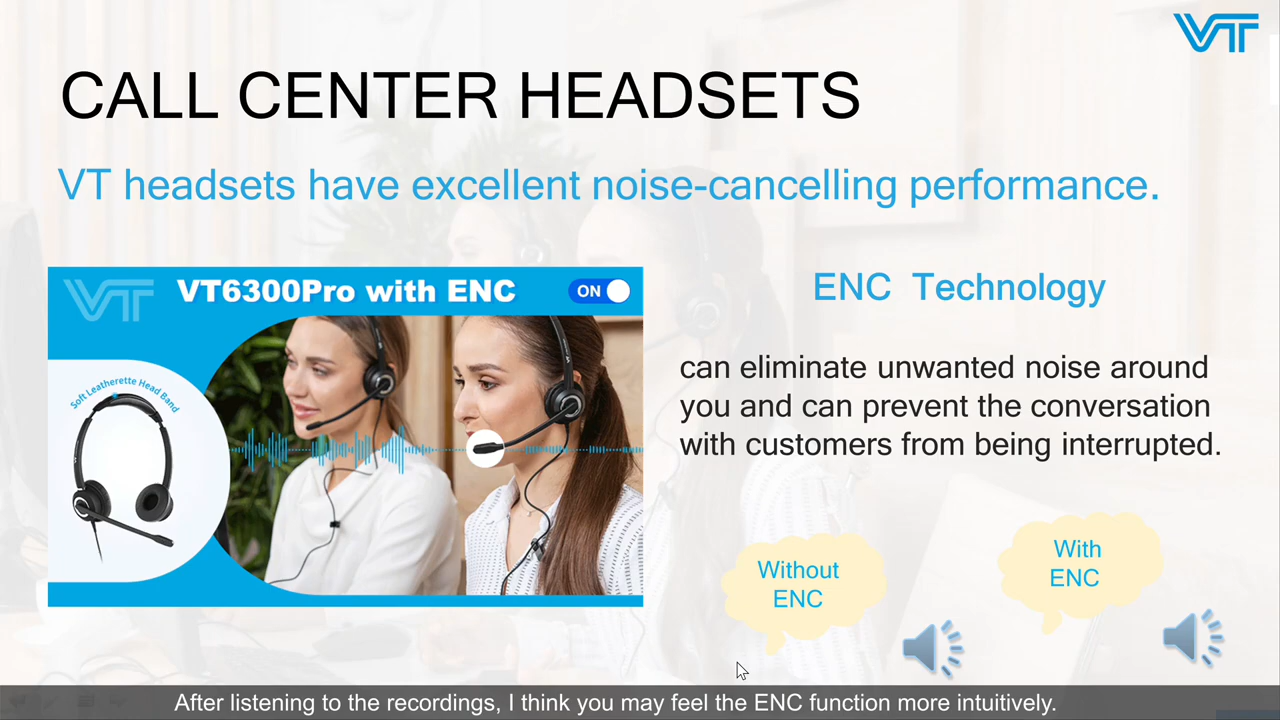 VT
CALL CENTER HEADSETS
VT headsets have excellent noise-cancelling performance.
VT
VT6300Pro with ENC
ON
Soft Leatherette Head Band
ENC Technology
can eliminate unwanted noise around
you and can prevent the conversation
with customers from being interrupted.
Without
ENC
With
ENC
After listening to the recordings, I think you may feel the ENC function more intuitively.